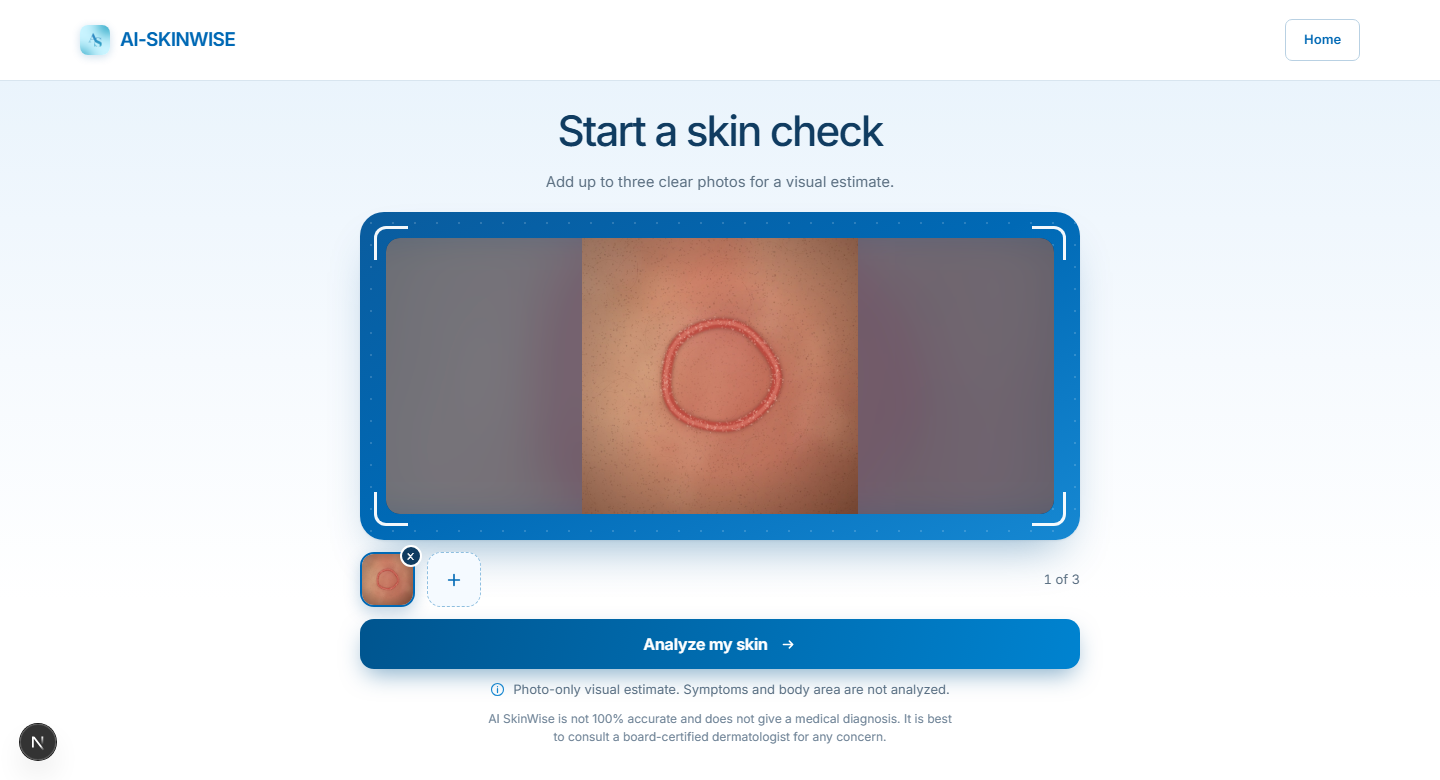 AI-SKINWISE
Home
Start a skin check
Add up to three clear photos for a visual estimate.
1 of 3
Analyze my skin →
Photo-only visual estimate. Symptoms and body area are not analyzed.
AI SkinWise is not 100% accurate and does not give a medical diagnosis. It is best
to consult a board-certified dermatologist for any concern.
N